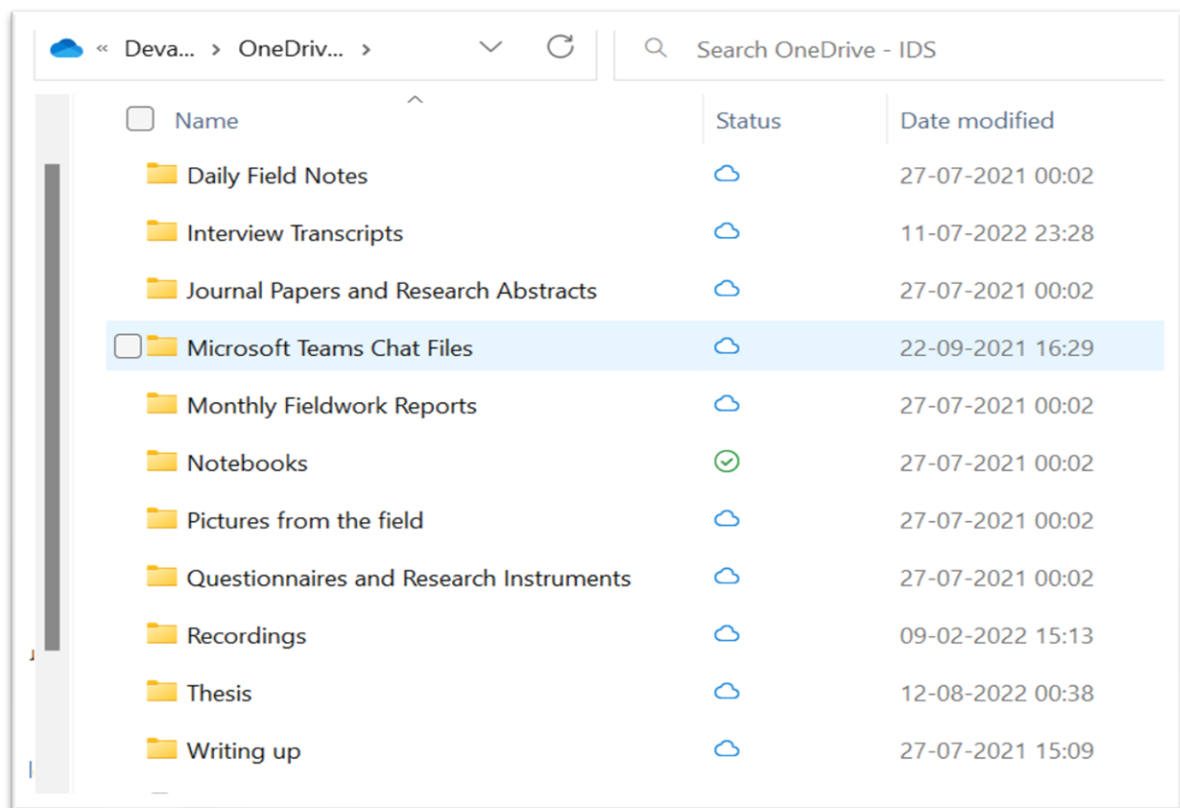 « Deva... > OneDriv... > Search OneDrive - IDS
Name Status Date modified
Daily Field Notes 27-07-2021 00:02
Interview Transcripts 11-07-2022 23:28
Journal Papers and Research Abstracts 27-07-2021 00:02
Microsoft Teams Chat Files 22-09-2021 16:29
Monthly Fieldwork Reports 27-07-2021 00:02
Notebooks 27-07-2021 00:02
Pictures from the field 27-07-2021 00:02
Questionnaires and Research Instruments 27-07-2021 00:02
Recordings 09-02-2022 15:13
Thesis 12-08-2022 00:38
Writing up 27-07-2021 15:09